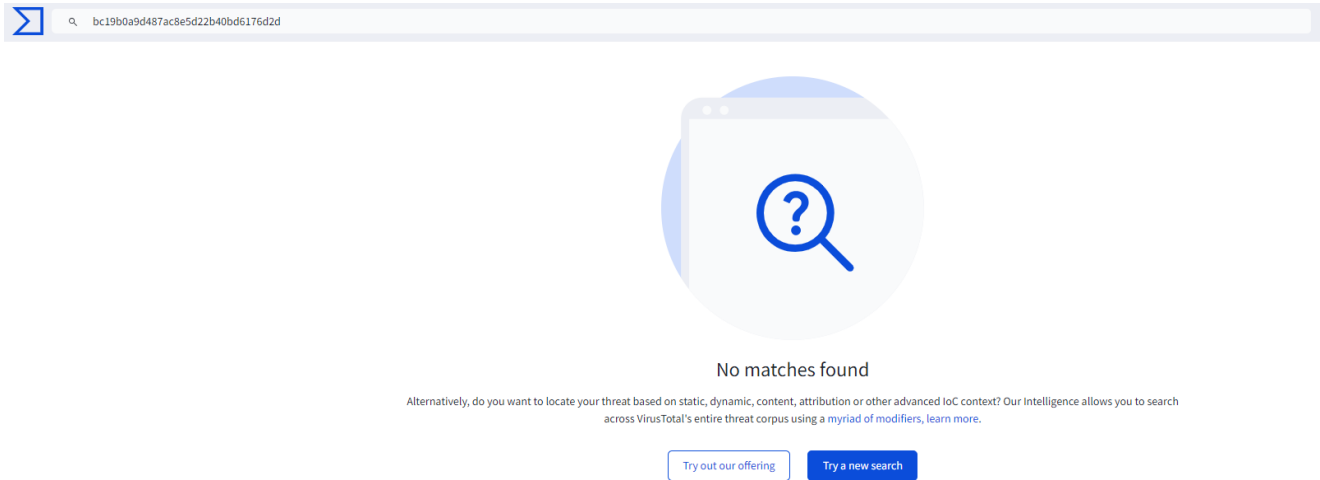 bc19b0a9d487ac8e5d22b40bd6176d2d
No matches found
Alternatively, do you want to locate your threat based on static, dynamic, content, attribution or other advanced IoC context? Our Intelligence allows you to search
across VirusTotal's entire threat corpus using a myriad of modifiers, learn more.
Try out our offering
Try a new search